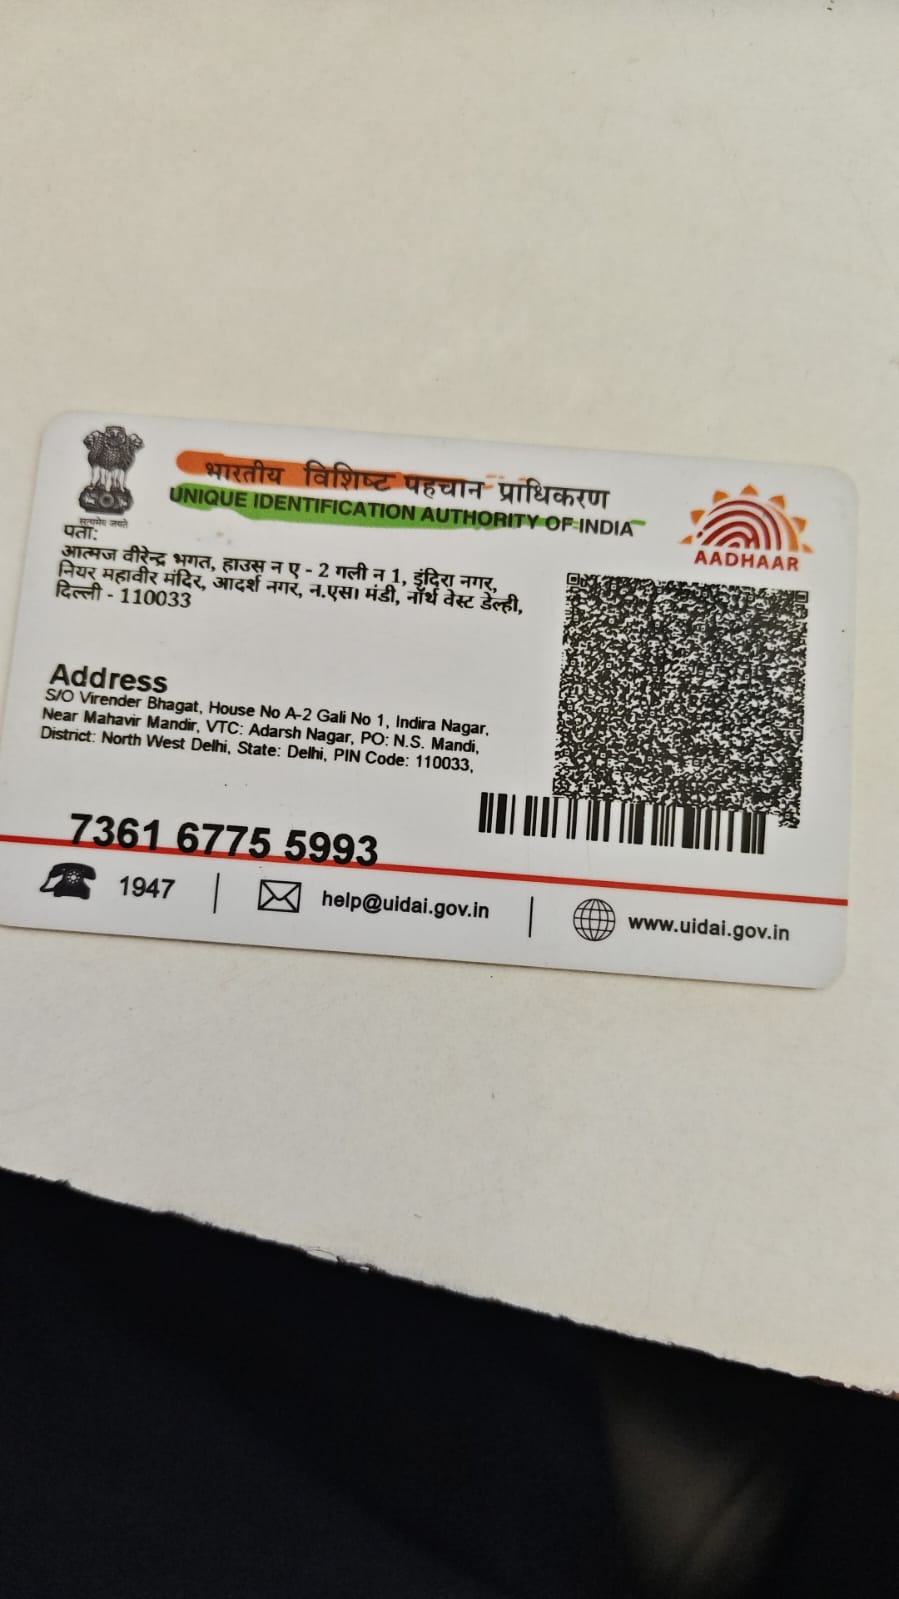 भारतीय विशिष्ट पहचान प्राधिकरण
UNIQUE IDENTIFICATION AUTHORITY OF INDIA
सत्यमेव जयते
AADHAAR
पता:
आत्मज वीरेन्द्र भगत, हाउस न ए - 2 गली न 1, इंदिरा नगर,
नियर महावीर मंदिर, आदर्श नगर, न.एस। मंडी, नॉर्थ वेस्ट डेल्ही,
दिल्ली - 110033
Address
S/O Virender Bhagat, House No A-2 Gali No 1, Indira Nagar,
Near Mahavir Mandir, VTC: Adarsh Nagar, PO: N.S. Mandi,
District: North West Delhi, State: Delhi, PIN Code: 110033,
7361 6775 5993
1947
help@uidai.gov.in
www.uidai.gov.in